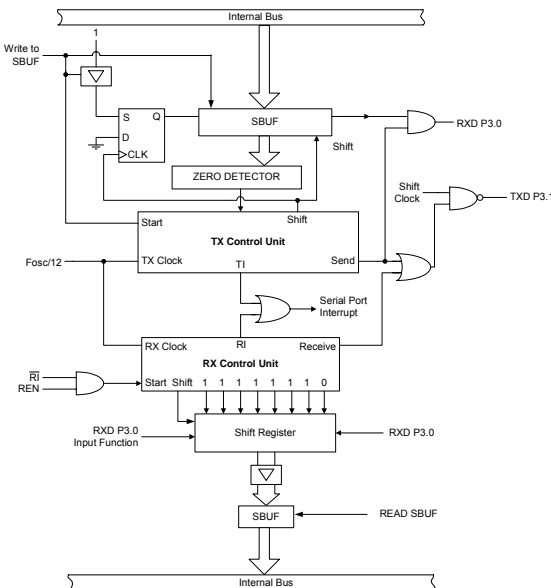 Internal Bus
1
Write to
SBUF
S
Q
D
CLK
SBUF
RXD P3.0
Shift
ZERO DETECTOR
Shift
Clock
TXD P3.1
Start
Shift
TX Control Unit
Fosc/12
TX Clock
TI
Send
Serial Port
Interrupt
RX Clock
RI
Receive
RX Control Unit
R̅I̅
REN
Start Shift 1 1 1 1 1 1 1 0
RXD P3.0
Input Function
Shift Register
RXD P3.0
SBUF
READ SBUF
Internal Bus